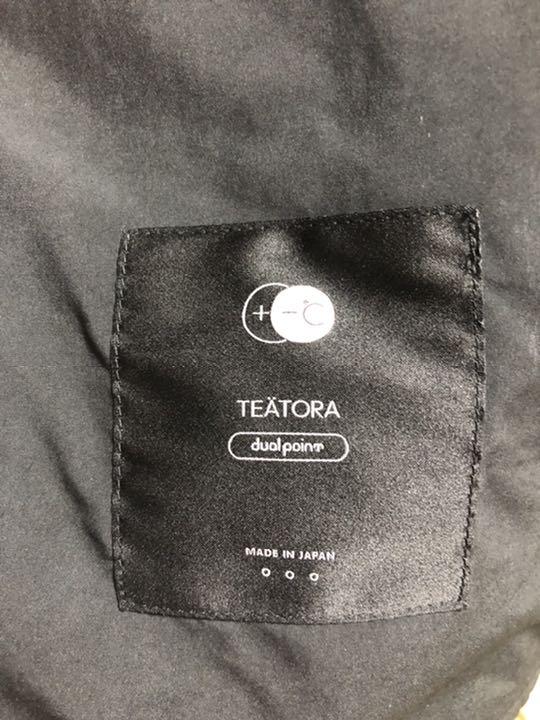 +-°C
TEÄTORA
dualpoint
MADE IN JAPAN
o o o